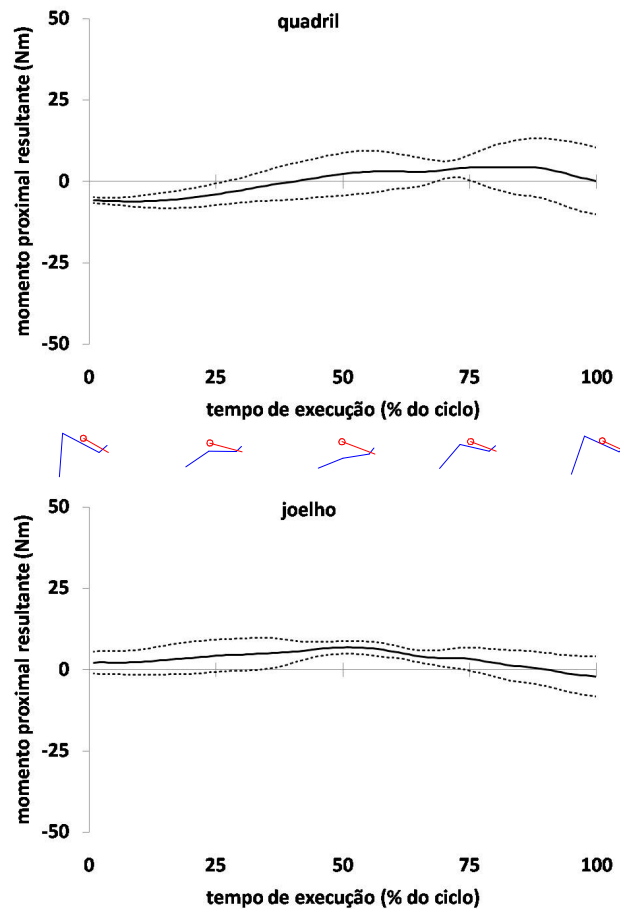 quadril
momento proximal resultante (Nm)
50
25
0
-25
-50
0 25 50 75 100
tempo de execução (% do ciclo)
joelho
momento proximal resultante (Nm)
50
25
0
-25
-50
0 25 50 75 100
tempo de execução (% do ciclo)